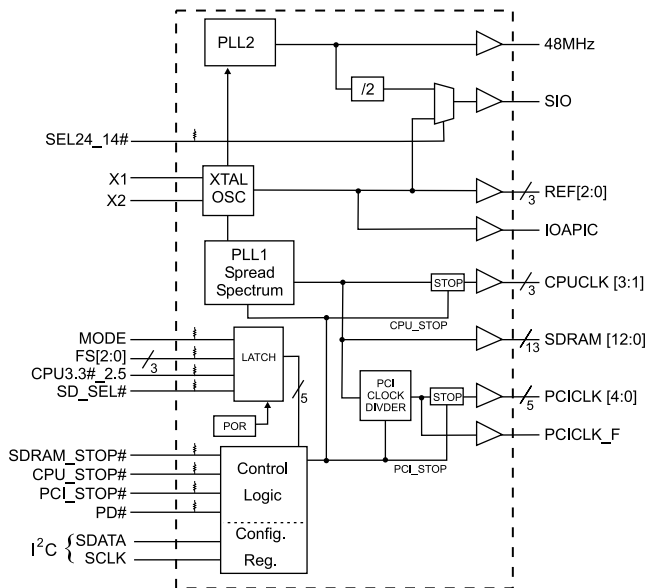 PLL2
48MHz
/2
SIO
SEL24_14#
X1
X2
XTAL
OSC
REF[2:0]
3
IOAPIC
PLL1
Spread
Spectrum
STOP
CPUCLK [3:1]
3
CPU_STOP
MODE
FS[2:0]
3
CPU3.3#_2.5
SD_SEL#
LATCH
5
SDRAM [12:0]
13
PCI
CLOCK
DIVDER
STOP
PCICLK [4:0]
5
PCICLK_F
PCI_STOP
POR
SDRAM_STOP#
CPU_STOP#
PCI_STOP#
PD#
Control
Logic
Config.
Reg.
I²C { SDATA
SCLK